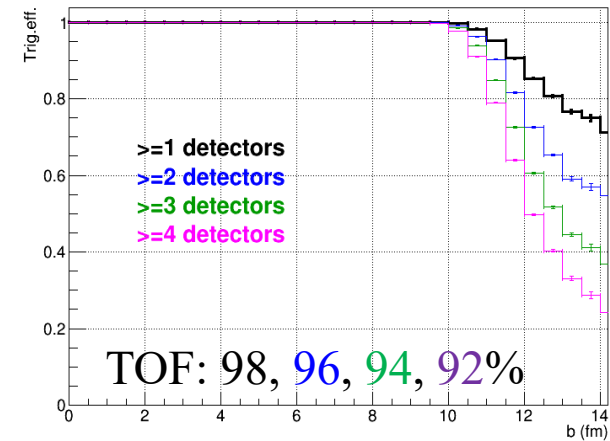 Trig.eff.
1
0.8
0.6
0.4
0.2
0
>=1 detectors
>=2 detectors
>=3 detectors
>=4 detectors
TOF: 98, 96, 94, 92%
0 2 4 6 8 10 12 14
b (fm)